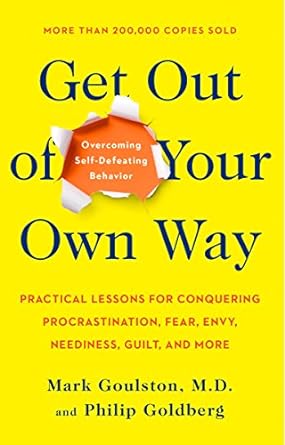 MORE THAN 200,000 COPIES SOLD
Get Out
of Your
Overcoming
Self-Defeating
Behavior
Own Way
PRACTICAL LESSONS FOR CONQUERING
PROCRASTINATION, FEAR, ENVY,
NEEDINESS, GUILT, AND MORE
Mark Goulston, M.D.
and Philip Goldberg